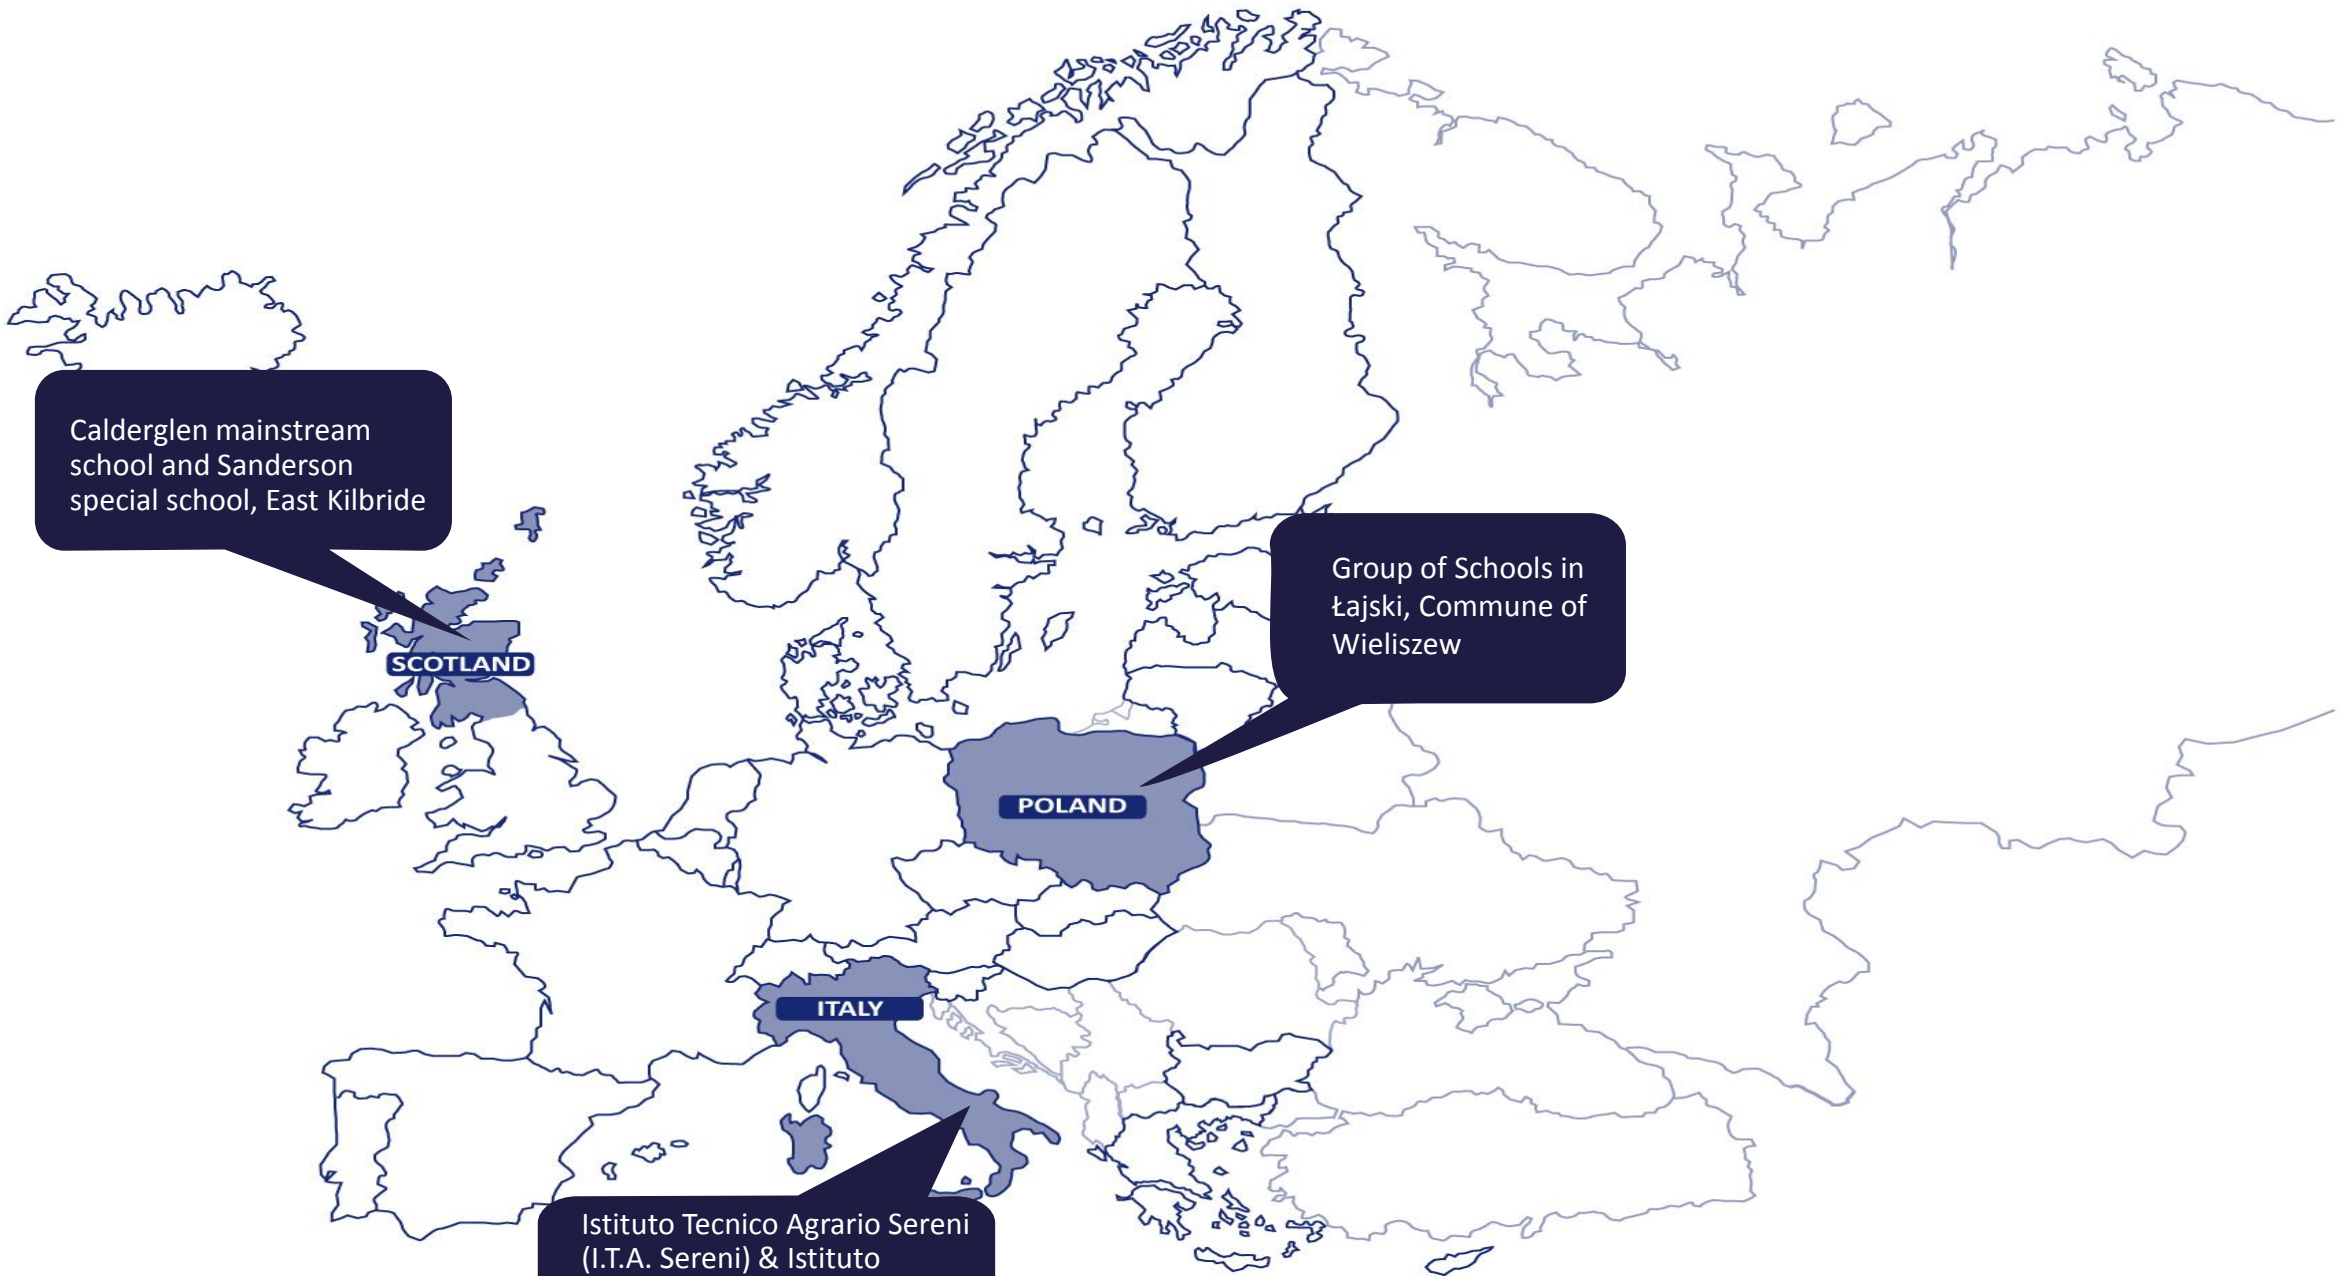 Calderglen mainstream
school and Sanderson
special school, East Kilbride
SCOTLAND
Group of Schools in
Łajski, Commune of
Wieliszew
POLAND
ITALY
Istituto Tecnico Agrario Sereni
(I.T.A. Sereni) & Istituto